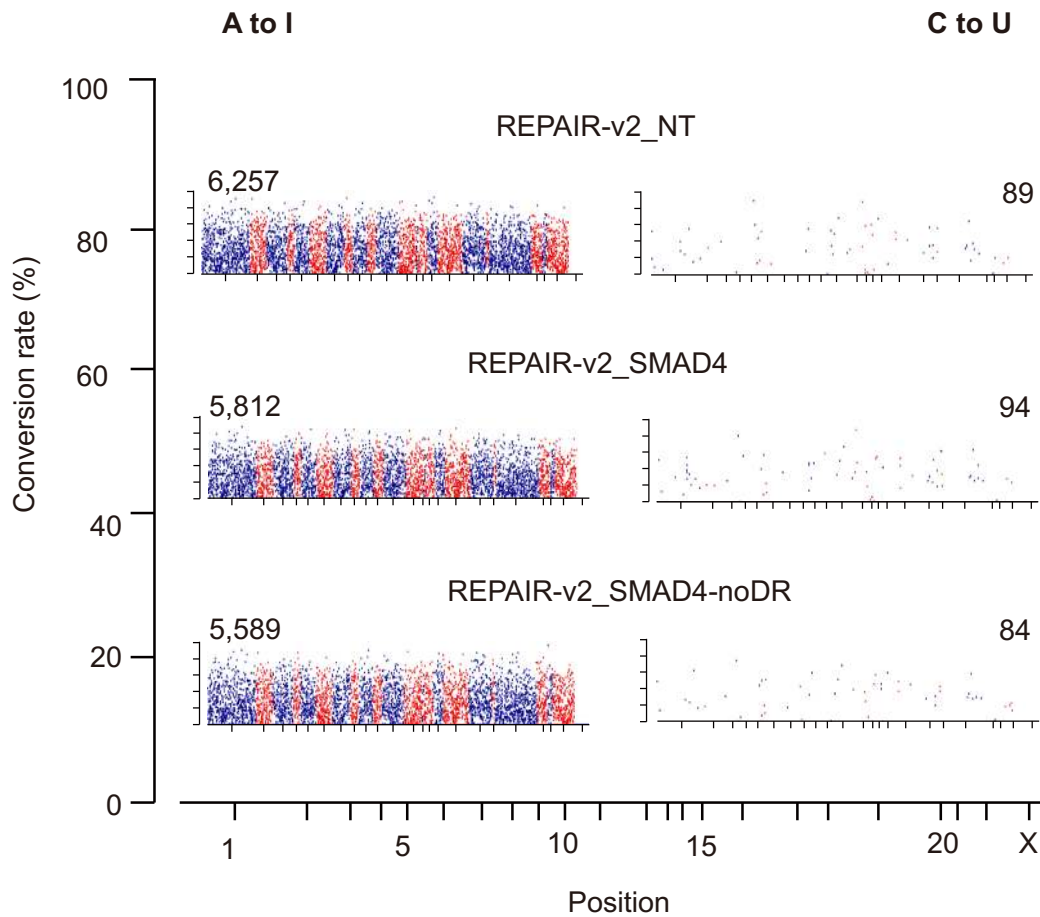 A to I
C to U
Conversion rate (%)
100
80
60
40
20
0
REPAIR-v2_NT
6,257
89
REPAIR-v2_SMAD4
5,812
94
REPAIR-v2_SMAD4-noDR
5,589
84
1
5
10
15
20
X
Position